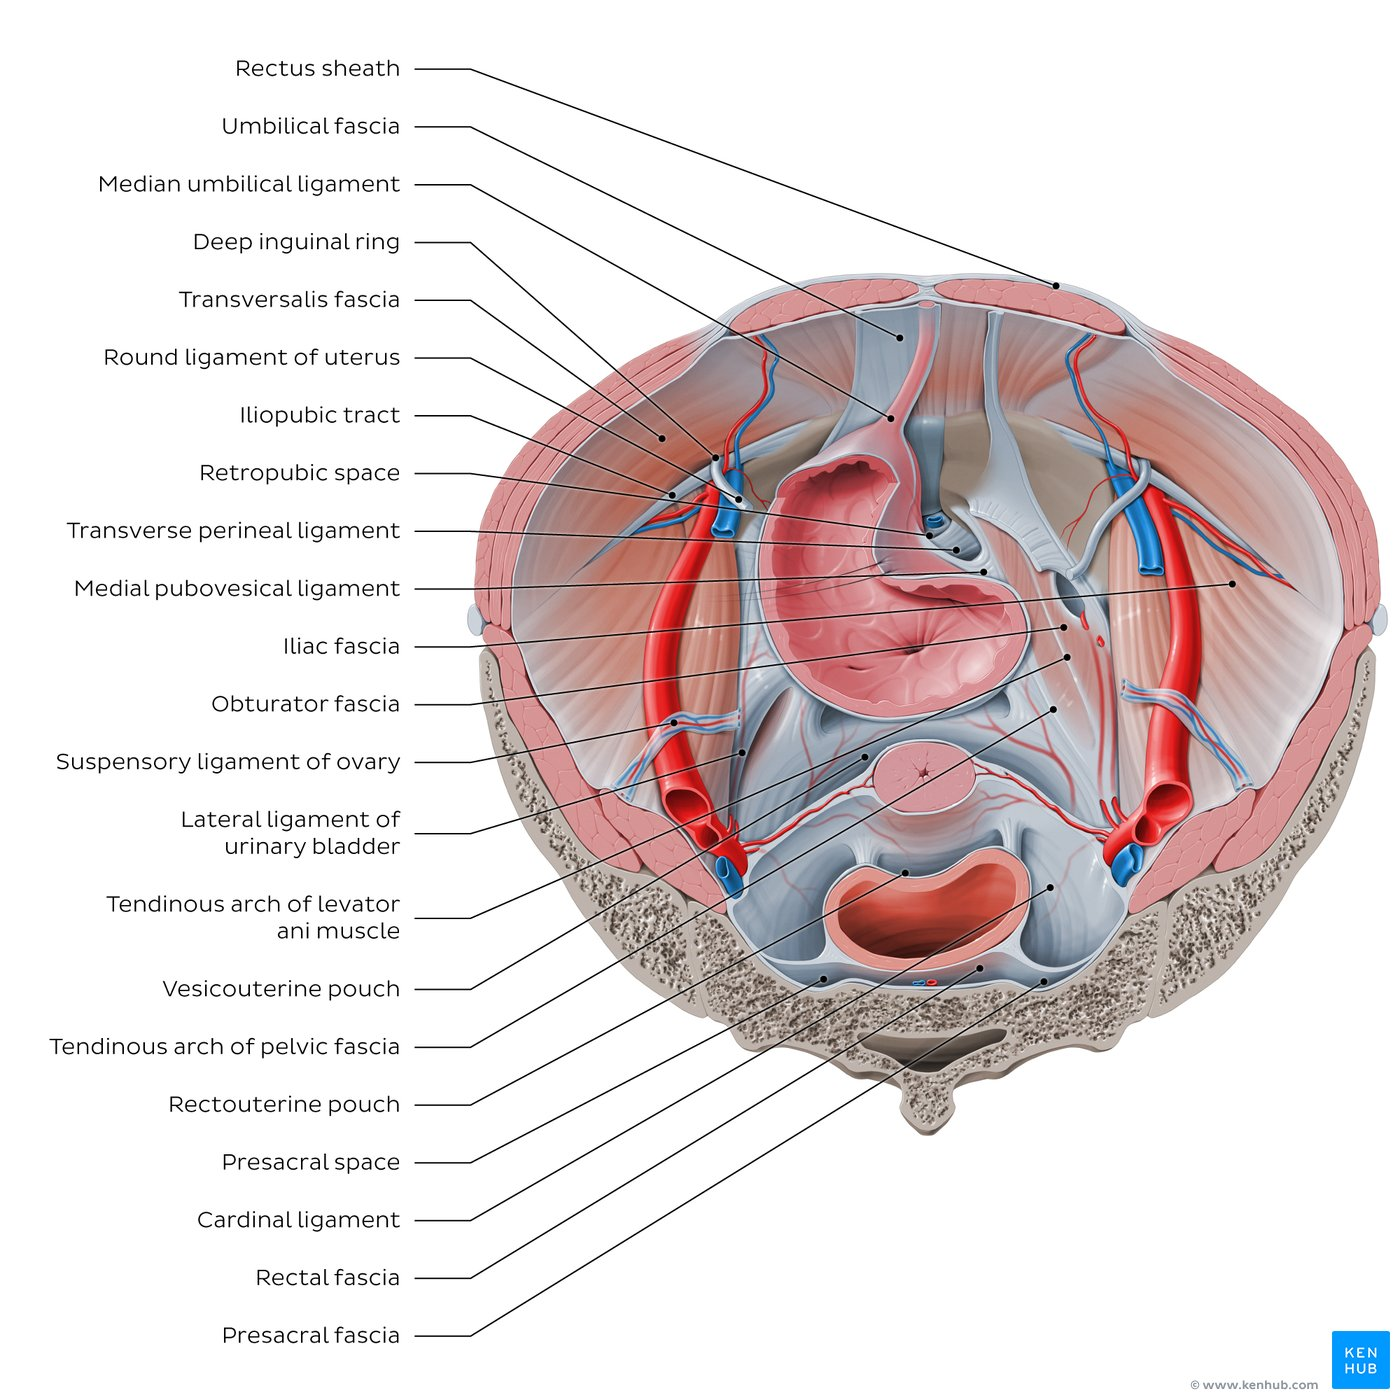 Rectus sheath
Umbilical fascia
Median umbilical ligament
Deep inguinal ring
Transversalis fascia
Round ligament of uterus
Iliopubic tract
Retropubic space
Transverse perineal ligament
Medial pubovesical ligament
Iliac fascia
Obturator fascia
Suspensory ligament of ovary
Lateral ligament of
urinary bladder
Tendinous arch of levator
ani muscle
Vesicouterine pouch
Tendinous arch of pelvic fascia
Rectouterine pouch
Presacral space
Cardinal ligament
Rectal fascia
Presacral fascia
KEN
HUB
© www.kenhub.com